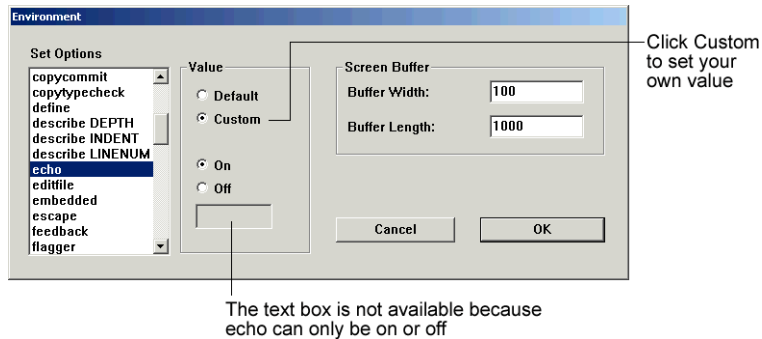 Environment
Set Options
copycommit
copytypecheck
define
describe DEPTH
describe INDENT
describe LINENUM
echo
editfile
embedded
escape
feedback
flagger
Value
Default
Custom
On
Off
Screen Buffer
Buffer Width:
100
Buffer Length:
1000
Cancel
OK
Click Custom
to set your
own value
The text box is not available because
echo can only be on or off